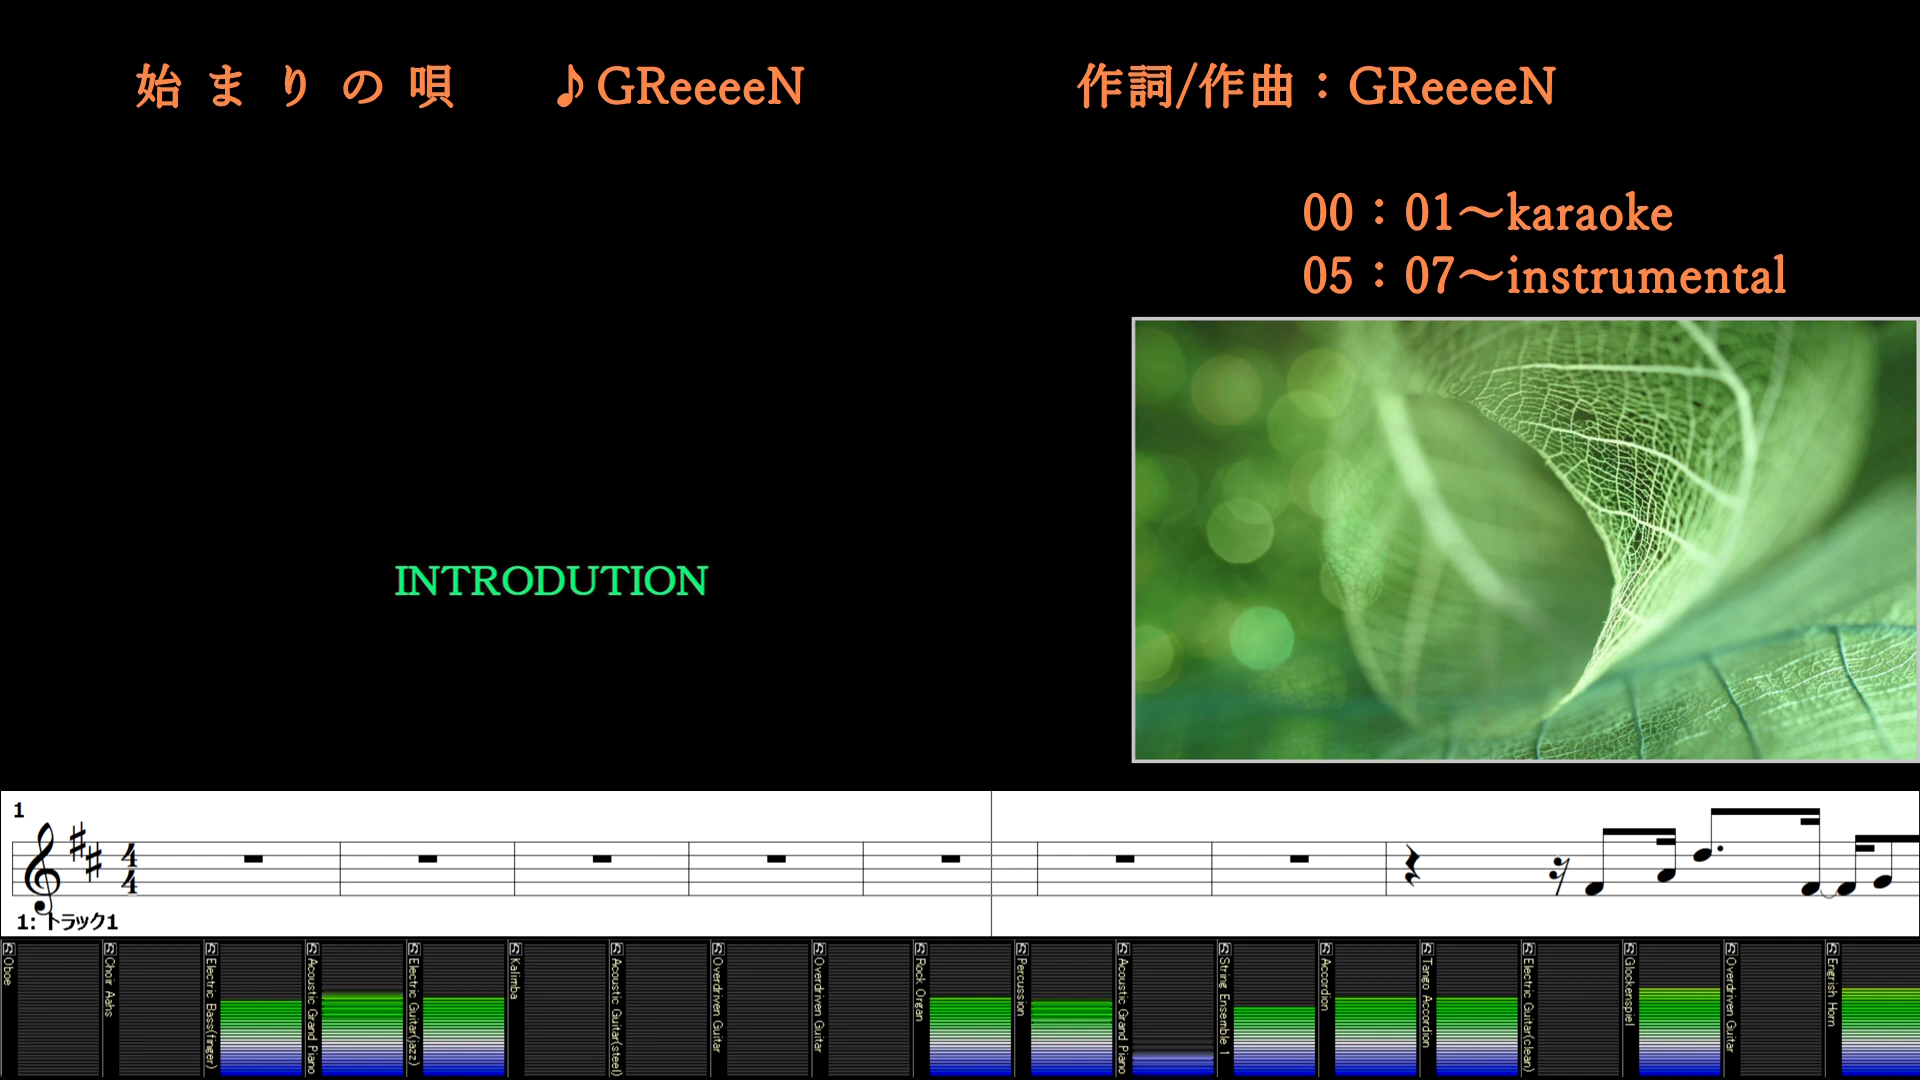 始まりの唄 ♪GReeeeN 作詞/作曲：GReeeeN
00：01～karaoke
05：07～instrumental
INTRODUTION
1
4
4
1: トラック1
Oboe
Choir Aahs
Electric Bass(finger)
Acoustic Grand Piano
Electric Guitar(jazz)
Kalimba
Acoustic Guitar(steel)
Overdriven Guitar
Overdriven Guitar
Rock Organ
Percussion
Acoustic Grand Piano
String Ensemble 1
Accordion
Tango Accordion
Electric Guitar(clean)
Glockenspiel
Overdriven Guitar
Engrish Horn